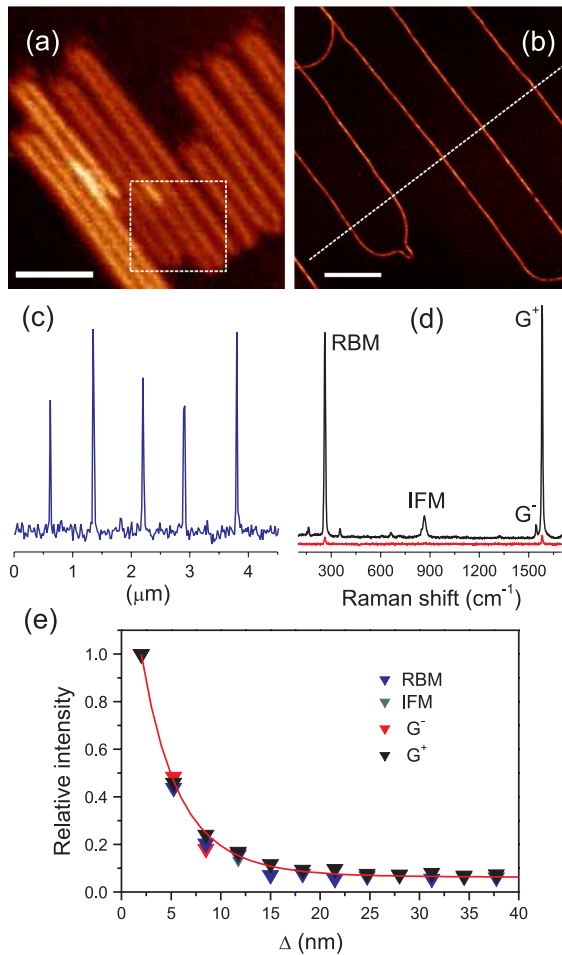 (a)
(b)
(c)
0 1 2 3 4
(μm)
(d)
RBM
IFM
G⁺
G⁻
300 600 900 1200 1500
Raman shift (cm⁻¹)
(e)
1.0
0.8
0.6
0.4
0.2
0.0
Relative intensity
RBM
IFM
G⁻
G⁺
0 5 10 15 20 25 30 35 40
Δ (nm)